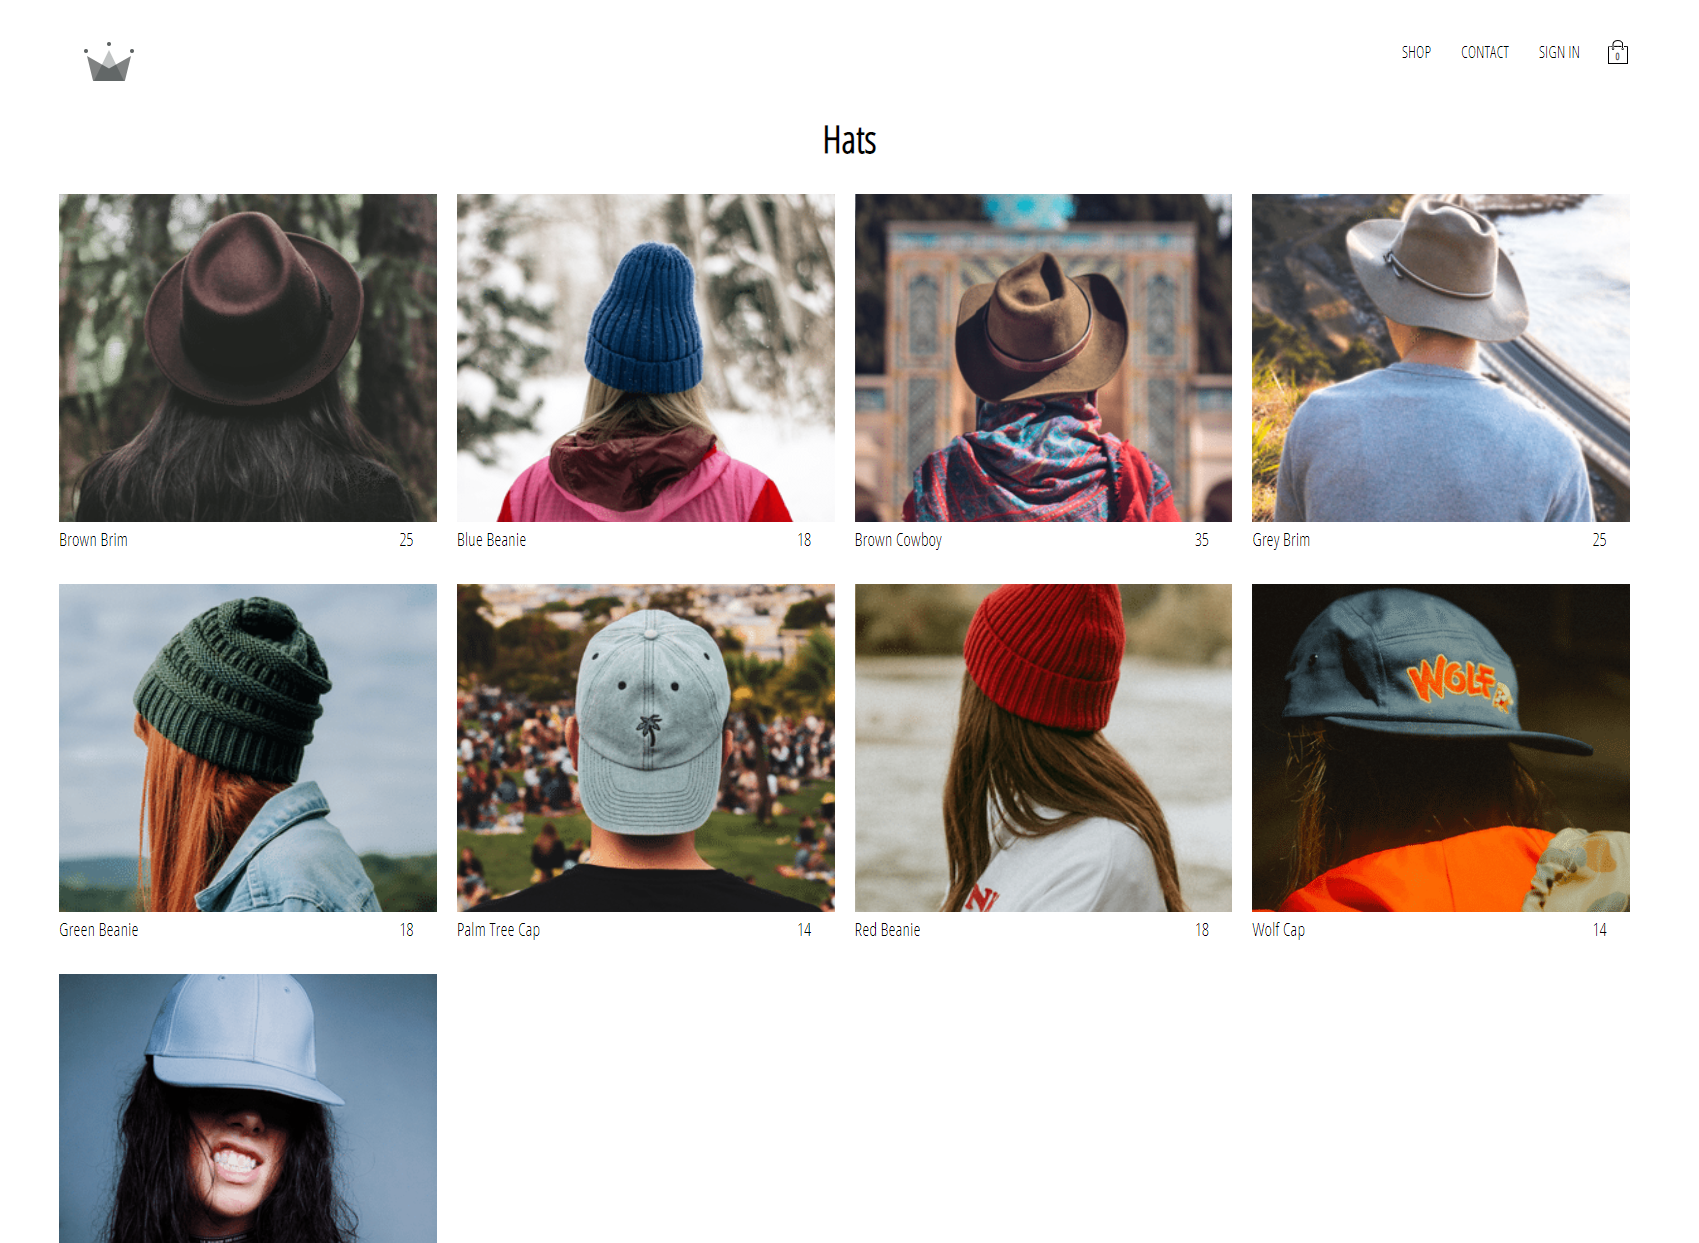 SHOP CONTACT SIGN IN 0
Hats
Brown Brim 25
Blue Beanie 18
Brown Cowboy 35
Grey Brim 25
WOLF
Green Beanie 18
Palm Tree Cap 14
Red Beanie 18
Wolf Cap 14